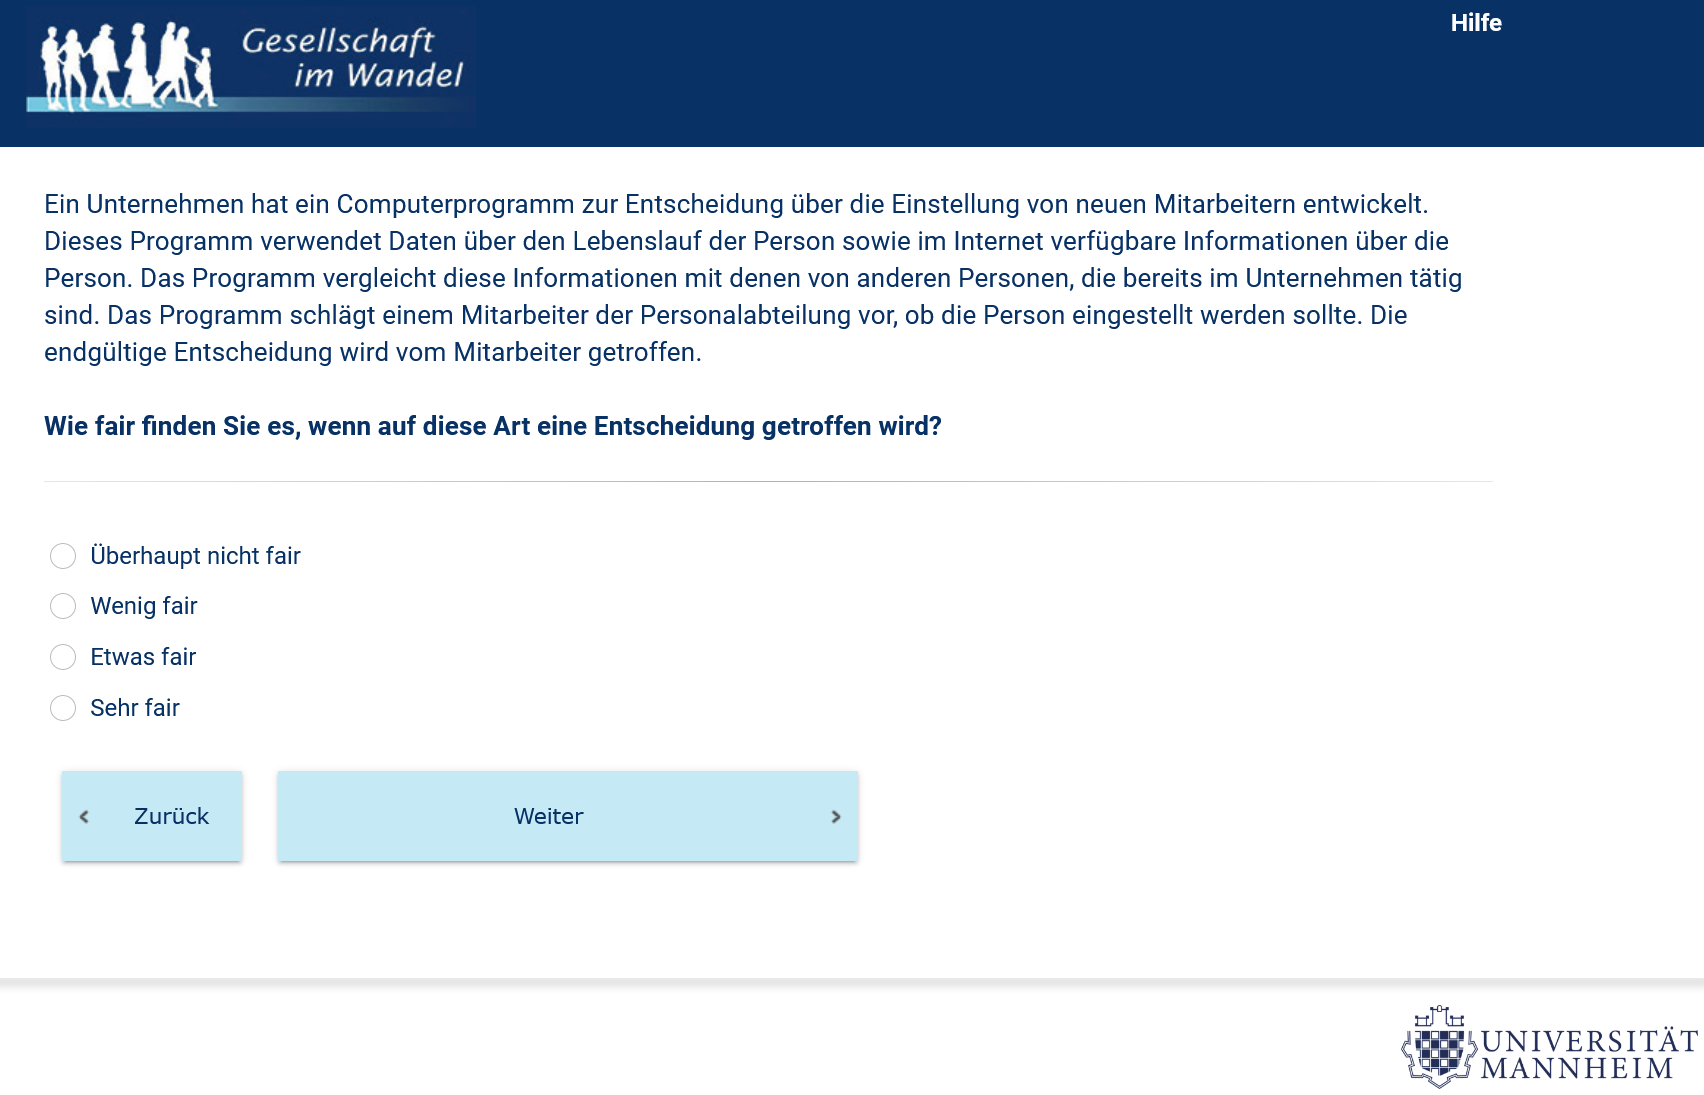 Gesellschaft
im Wandel
Hilfe
Ein Unternehmen hat ein Computerprogramm zur Entscheidung über die Einstellung von neuen Mitarbeitern entwickelt.
Dieses Programm verwendet Daten über den Lebenslauf der Person sowie im Internet verfügbare Informationen über die
Person. Das Programm vergleicht diese Informationen mit denen von anderen Personen, die bereits im Unternehmen tätig
sind. Das Programm schlägt einem Mitarbeiter der Personalabteilung vor, ob die Person eingestellt werden sollte. Die
endgültige Entscheidung wird vom Mitarbeiter getroffen.
Wie fair finden Sie es, wenn auf diese Art eine Entscheidung getroffen wird?
Überhaupt nicht fair
Wenig fair
Etwas fair
Sehr fair
Zurück
Weiter
UNIVERSITÄT
MANNHEIM